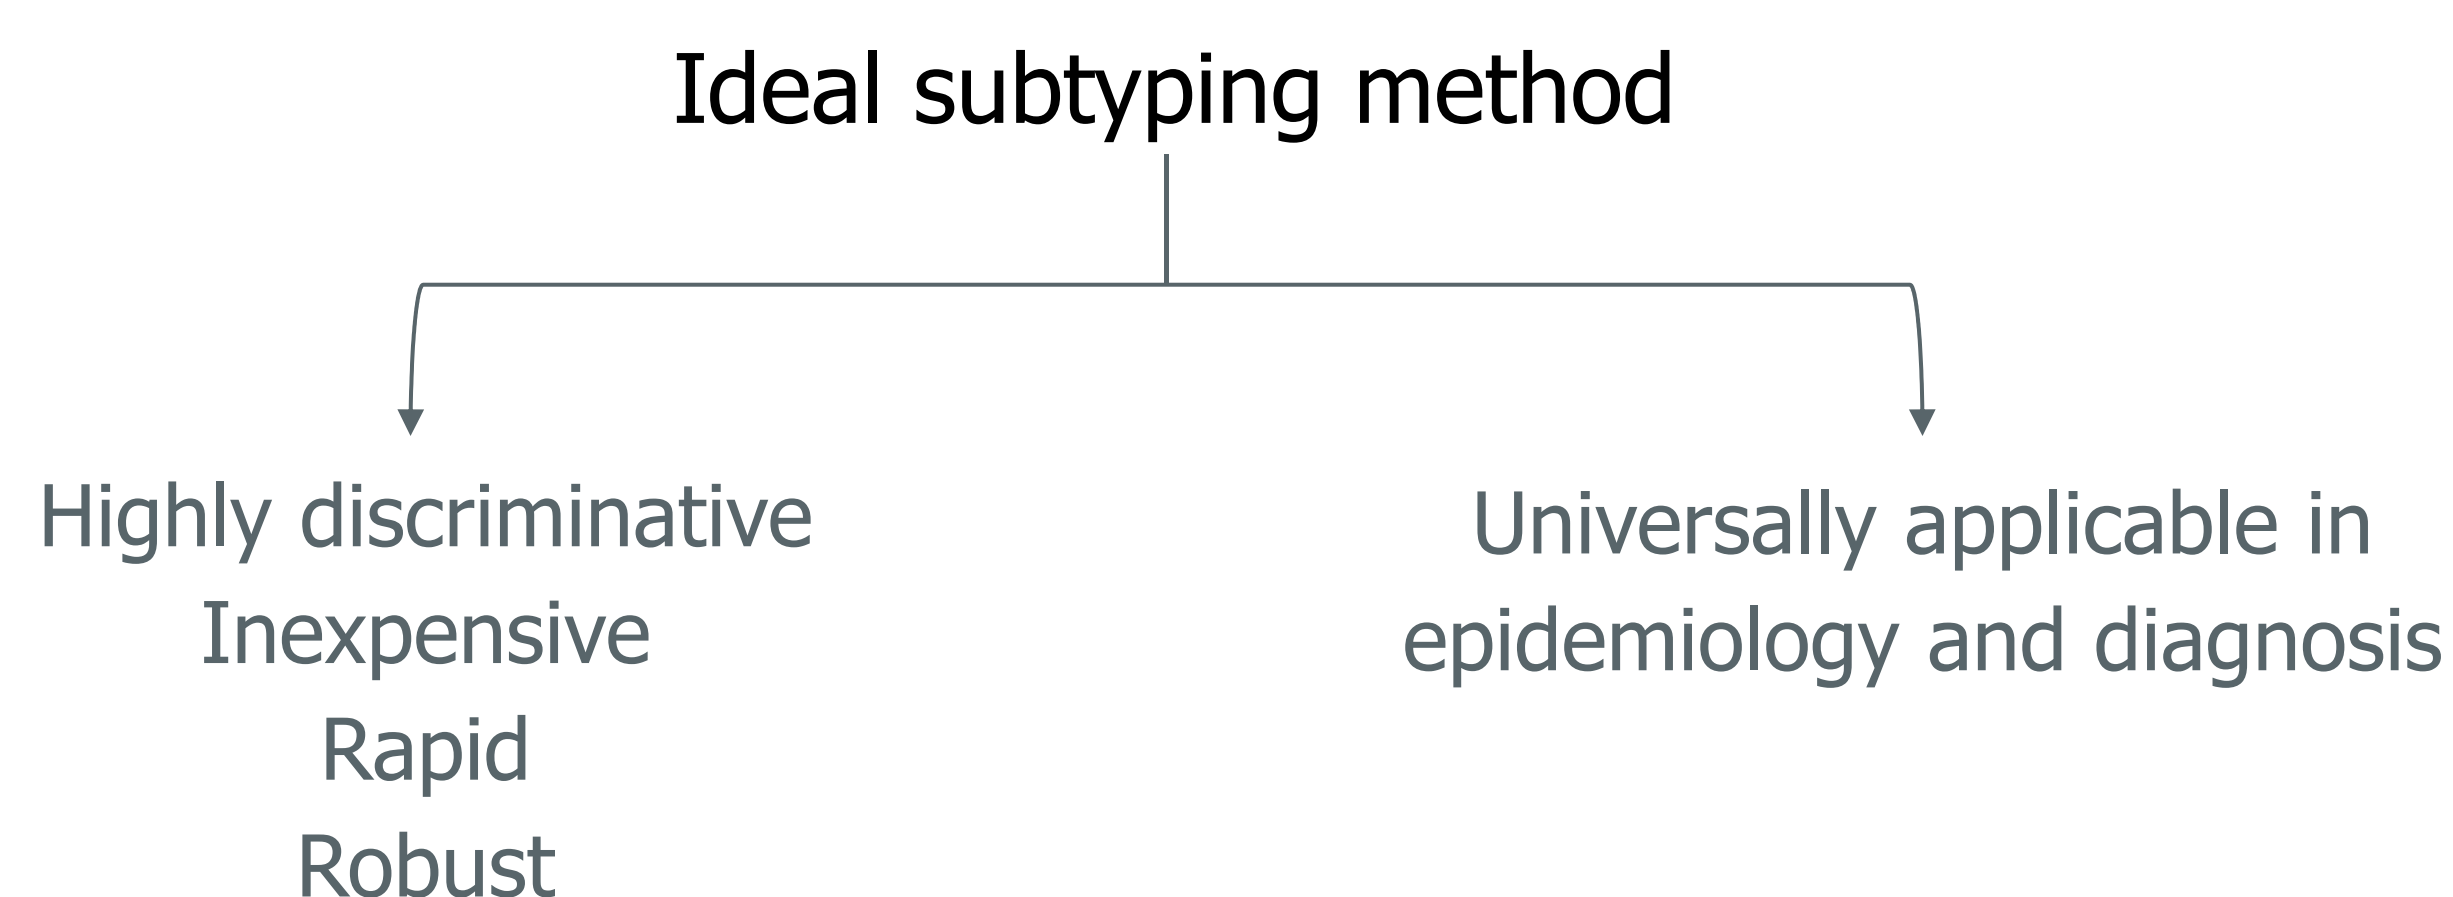 Ideal subtyping method
Highly discriminative
Inexpensive
Rapid
Robust
Universally applicable in
epidemiology and diagnosis